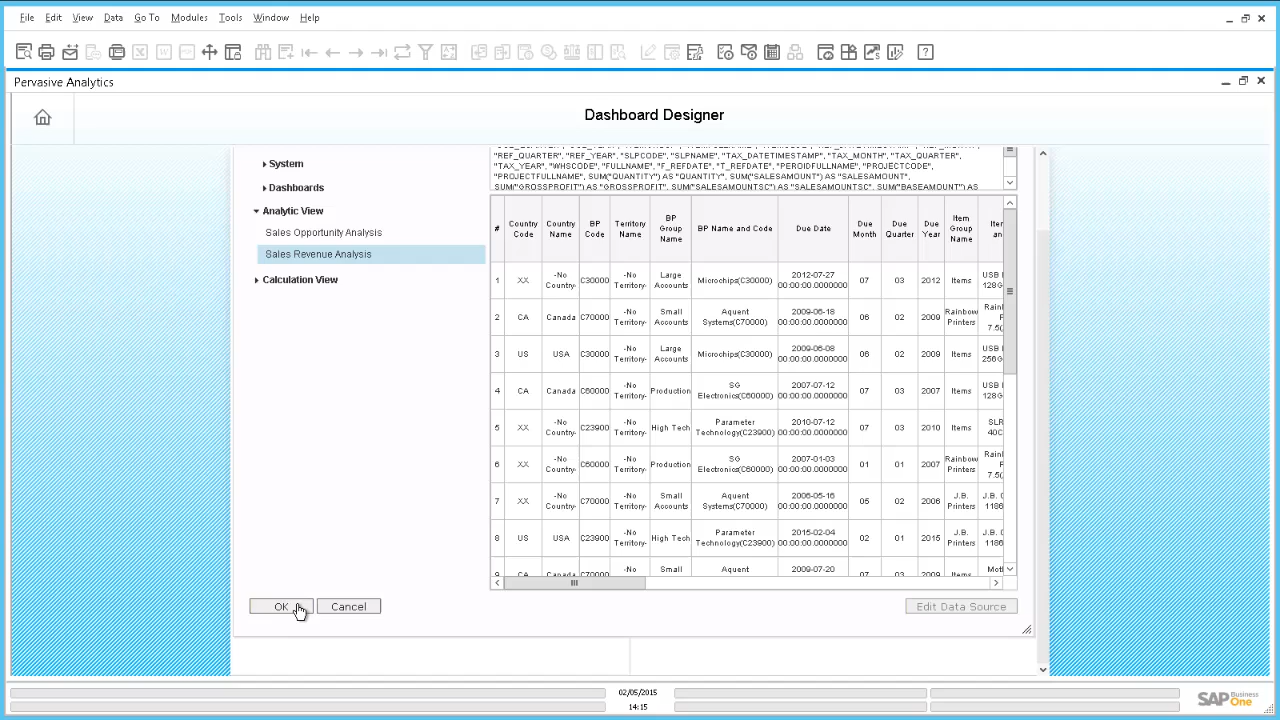 File Edit View Data Go To Modules Tools Window Help
Pervasive Analytics
Dashboard Designer
System
Dashboards
Analytic View
Sales Opportunity Analysis
Sales Revenue Analysis
Calculation View
"REF_QUARTER", "REF_YEAR", "SLPCODE", "SLPNAME", "TAX_DATETIMESTAMP", "TAX_MONTH", "TAX_QUARTER",
"TAX_YEAR", "WHSCODE", "FULLNAME", "F_REFDATE", "T_REFDATE", "PEROIDFULLNAME", "PROJECTCODE",
"PROJECTFULLNAME", SUM("QUANTITY") AS "QUANTITY", SUM("SALESAMOUNT") AS "SALESAMOUNT",
SUM("GROSSPROFIT") AS "GROSSPROFIT", SUM("SALESAMOUNTSC") AS "SALESAMOUNTSC", SUM("BASEAMOUNT") AS
# Country Code Country Name BP Code Territory Name BP Group Name BP Name and Code Due Date Due Month Due Quarter Due Year Item Group Name
1 XX -No Country- C30000 -No Territory- Large Accounts Microchips(C30000) 2012-07-27 00:00:00.0000000 07 03 2012 Items USB 128G
2 CA Canada C70000 -No Territory- Small Accounts Aquent Systems(C70000) 2009-06-18 00:00:00.0000000 06 02 2009 Rainbow Printers
3 US USA C30000 -No Territory- Large Accounts Microchips(C30000) 2009-06-08 00:00:00.0000000 06 02 2009 Items USB 256G
4 CA Canada C60000 -No Territory- Production SG Electronics(C60000) 2007-07-12 00:00:00.0000000 07 03 2007 Items USB 128G
5 XX -No Country- C23900 -No Territory- High Tech Parameter Technology(C23900) 2010-07-12 00:00:00.0000000 07 03 2010 Items SLR 40C
6 XX -No Country- C60000 -No Territory- Production SG Electronics(C60000) 2007-01-03 00:00:00.0000000 01 01 2007 Rainbow Printers
7 XX -No Country- C70000 -No Territory- Small Accounts Aquent Systems(C70000) 2006-05-16 00:00:00.0000000 05 02 2006 J.B. Printers J.B. 1186
8 US USA C23900 -No Territory- High Tech Parameter Technology(C23900) 2015-02-04 00:00:00.0000000 02 01 2015 J.B. Printers J.B. 1186
9 CA Canada C70000 -No Small Aquent 2009-07-20 07 03 2009 Items
OK Cancel Edit Data Source
02/05/2015
14:15
SAP Business One